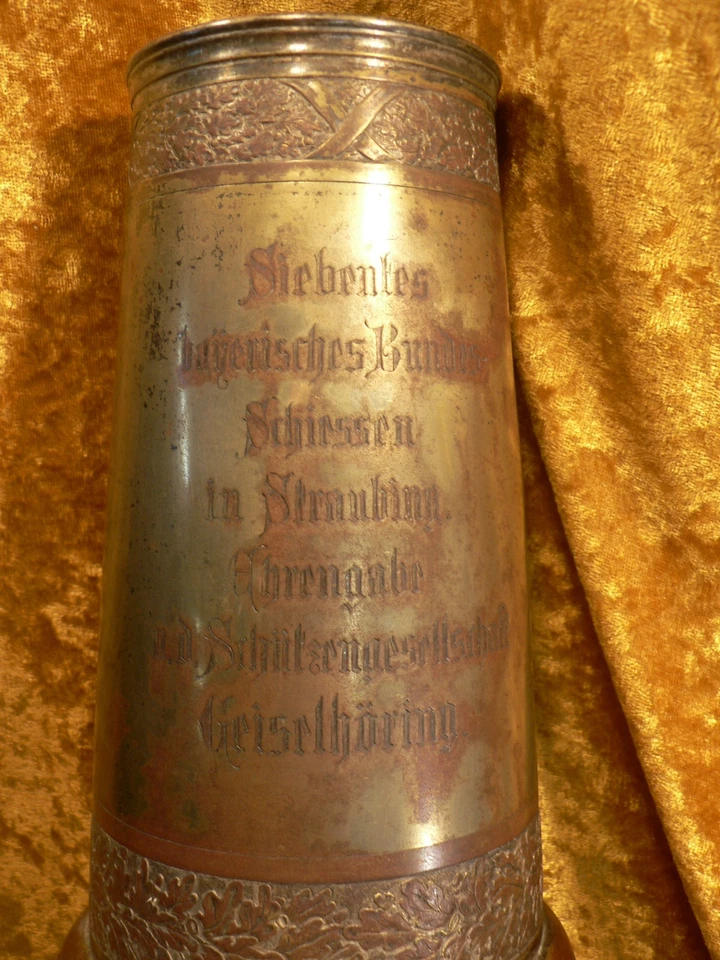 Siebentes
bayerisches Bundes
Schiessen
in Straubing.
Ehrengabe
v.d. Schützengesellschaft
Geiselhöring.